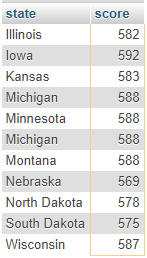 state score
Illinois 582
Iowa 592
Kansas 583
Michigan 588
Minnesota 588
Michigan 588
Montana 588
Nebraska 569
North Dakota 578
South Dakota 575
Wisconsin 587